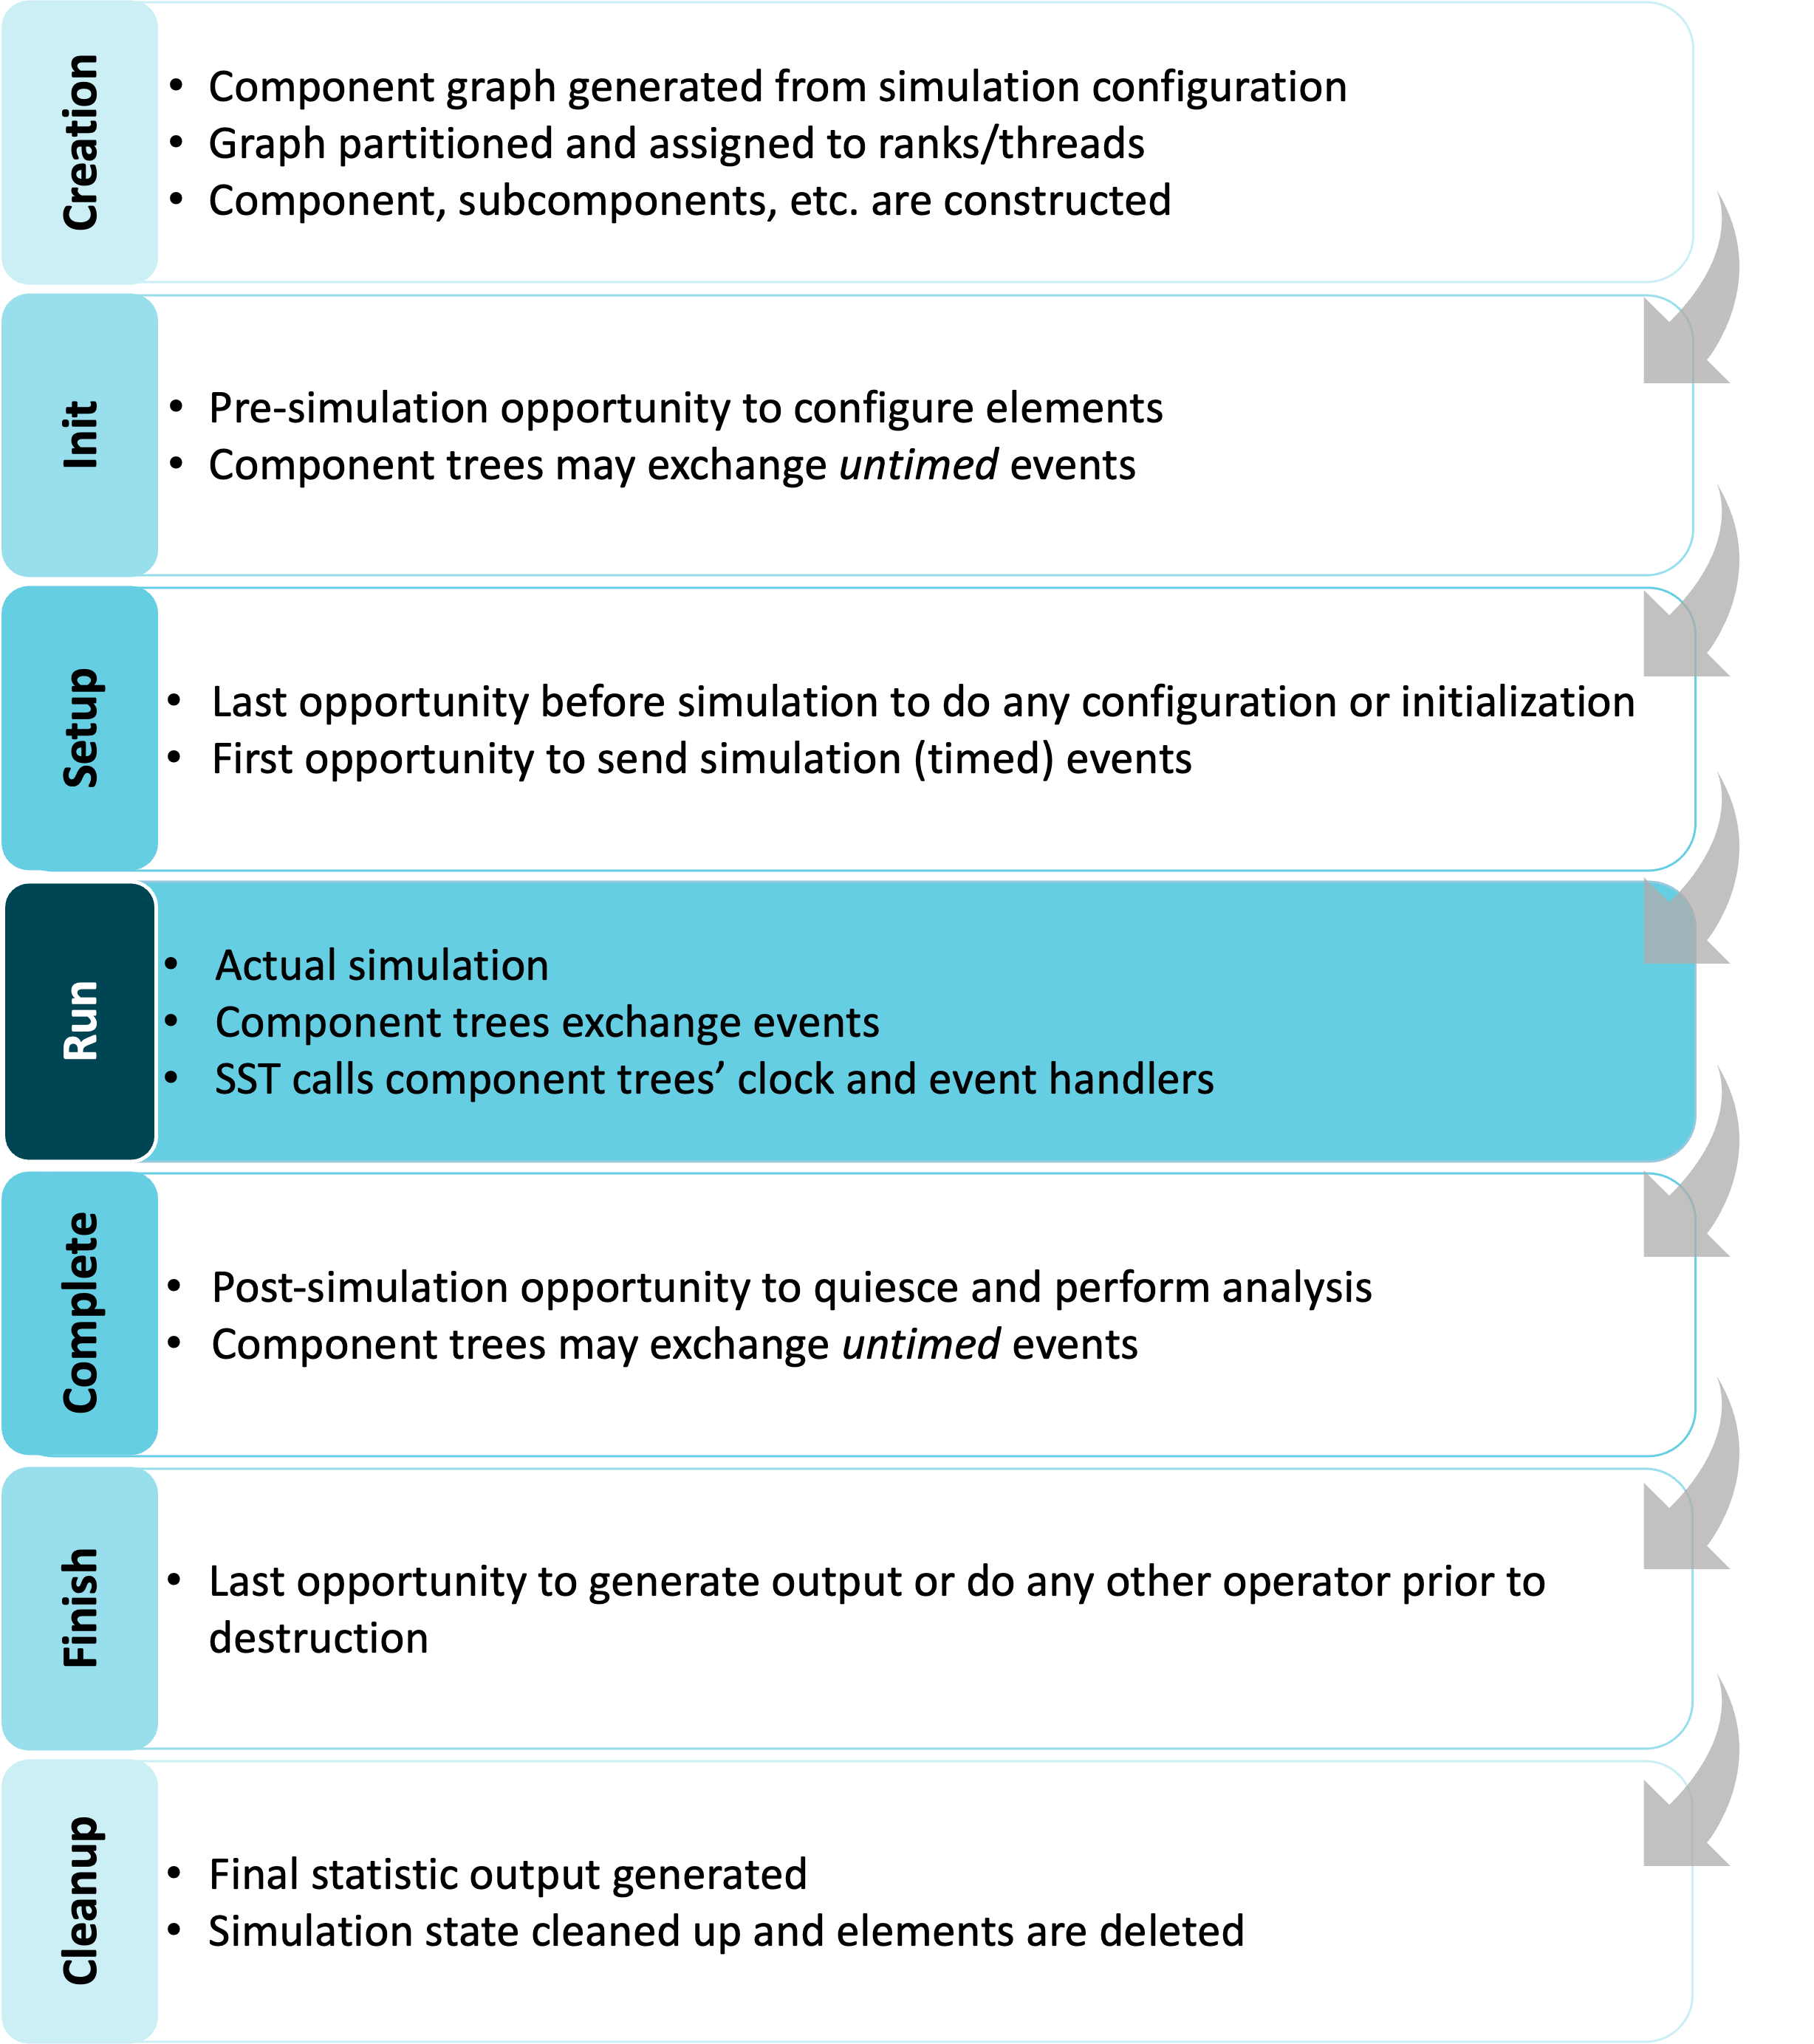 Creation
• Component graph generated from simulation configuration
• Graph partitioned and assigned to ranks/threads
• Component, subcomponents, etc. are constructed
Init
• Pre-simulation opportunity to configure elements
• Component trees may exchange untimed events
Setup
• Last opportunity before simulation to do any configuration or initialization
• First opportunity to send simulation (timed) events
Run
• Actual simulation
• Component trees exchange events
• SST calls component trees’ clock and event handlers
Complete
• Post-simulation opportunity to quiesce and perform analysis
• Component trees may exchange untimed events
Finish
• Last opportunity to generate output or do any other operator prior to
destruction
Cleanup
• Final statistic output generated
• Simulation state cleaned up and elements are deleted